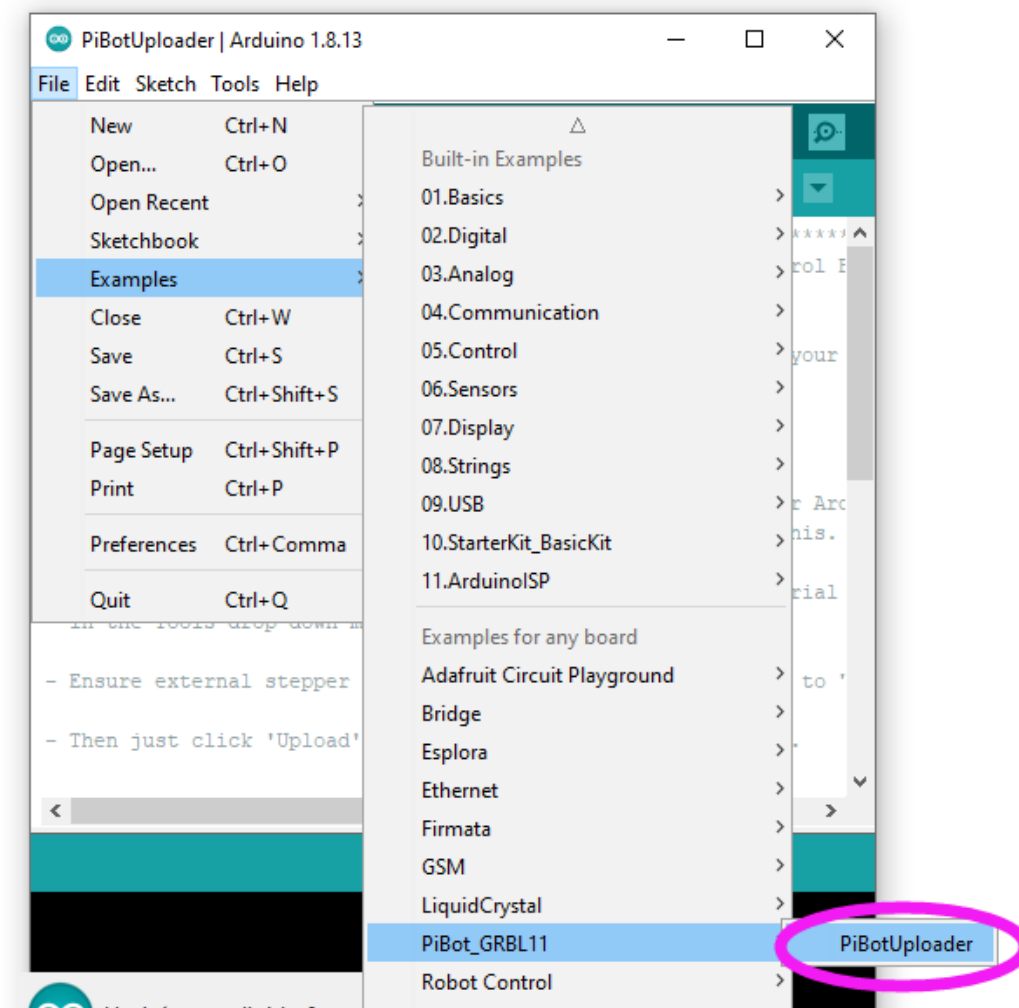 PiBotUploader | Arduino 1.8.13
File Edit Sketch Tools Help
New Ctrl+N
Open... Ctrl+O
Open Recent
Sketchbook
Examples
Close Ctrl+W
Save Ctrl+S
Save As... Ctrl+Shift+S
Page Setup Ctrl+Shift+P
Print Ctrl+P
Preferences Ctrl+Comma
Quit Ctrl+Q
Built-in Examples
01.Basics
02.Digital
03.Analog
04.Communication
05.Control
06.Sensors
07.Display
08.Strings
09.USB
10.StarterKit_BasicKit
11.ArduinoISP
Examples for any board
Adafruit Circuit Playground
Bridge
Esplora
Ethernet
Firmata
GSM
LiquidCrystal
PiBot_GRBL11
Robot Control
PiBotUploader
*****
your
- Ensure external stepper
to '
- Then just click 'Upload'